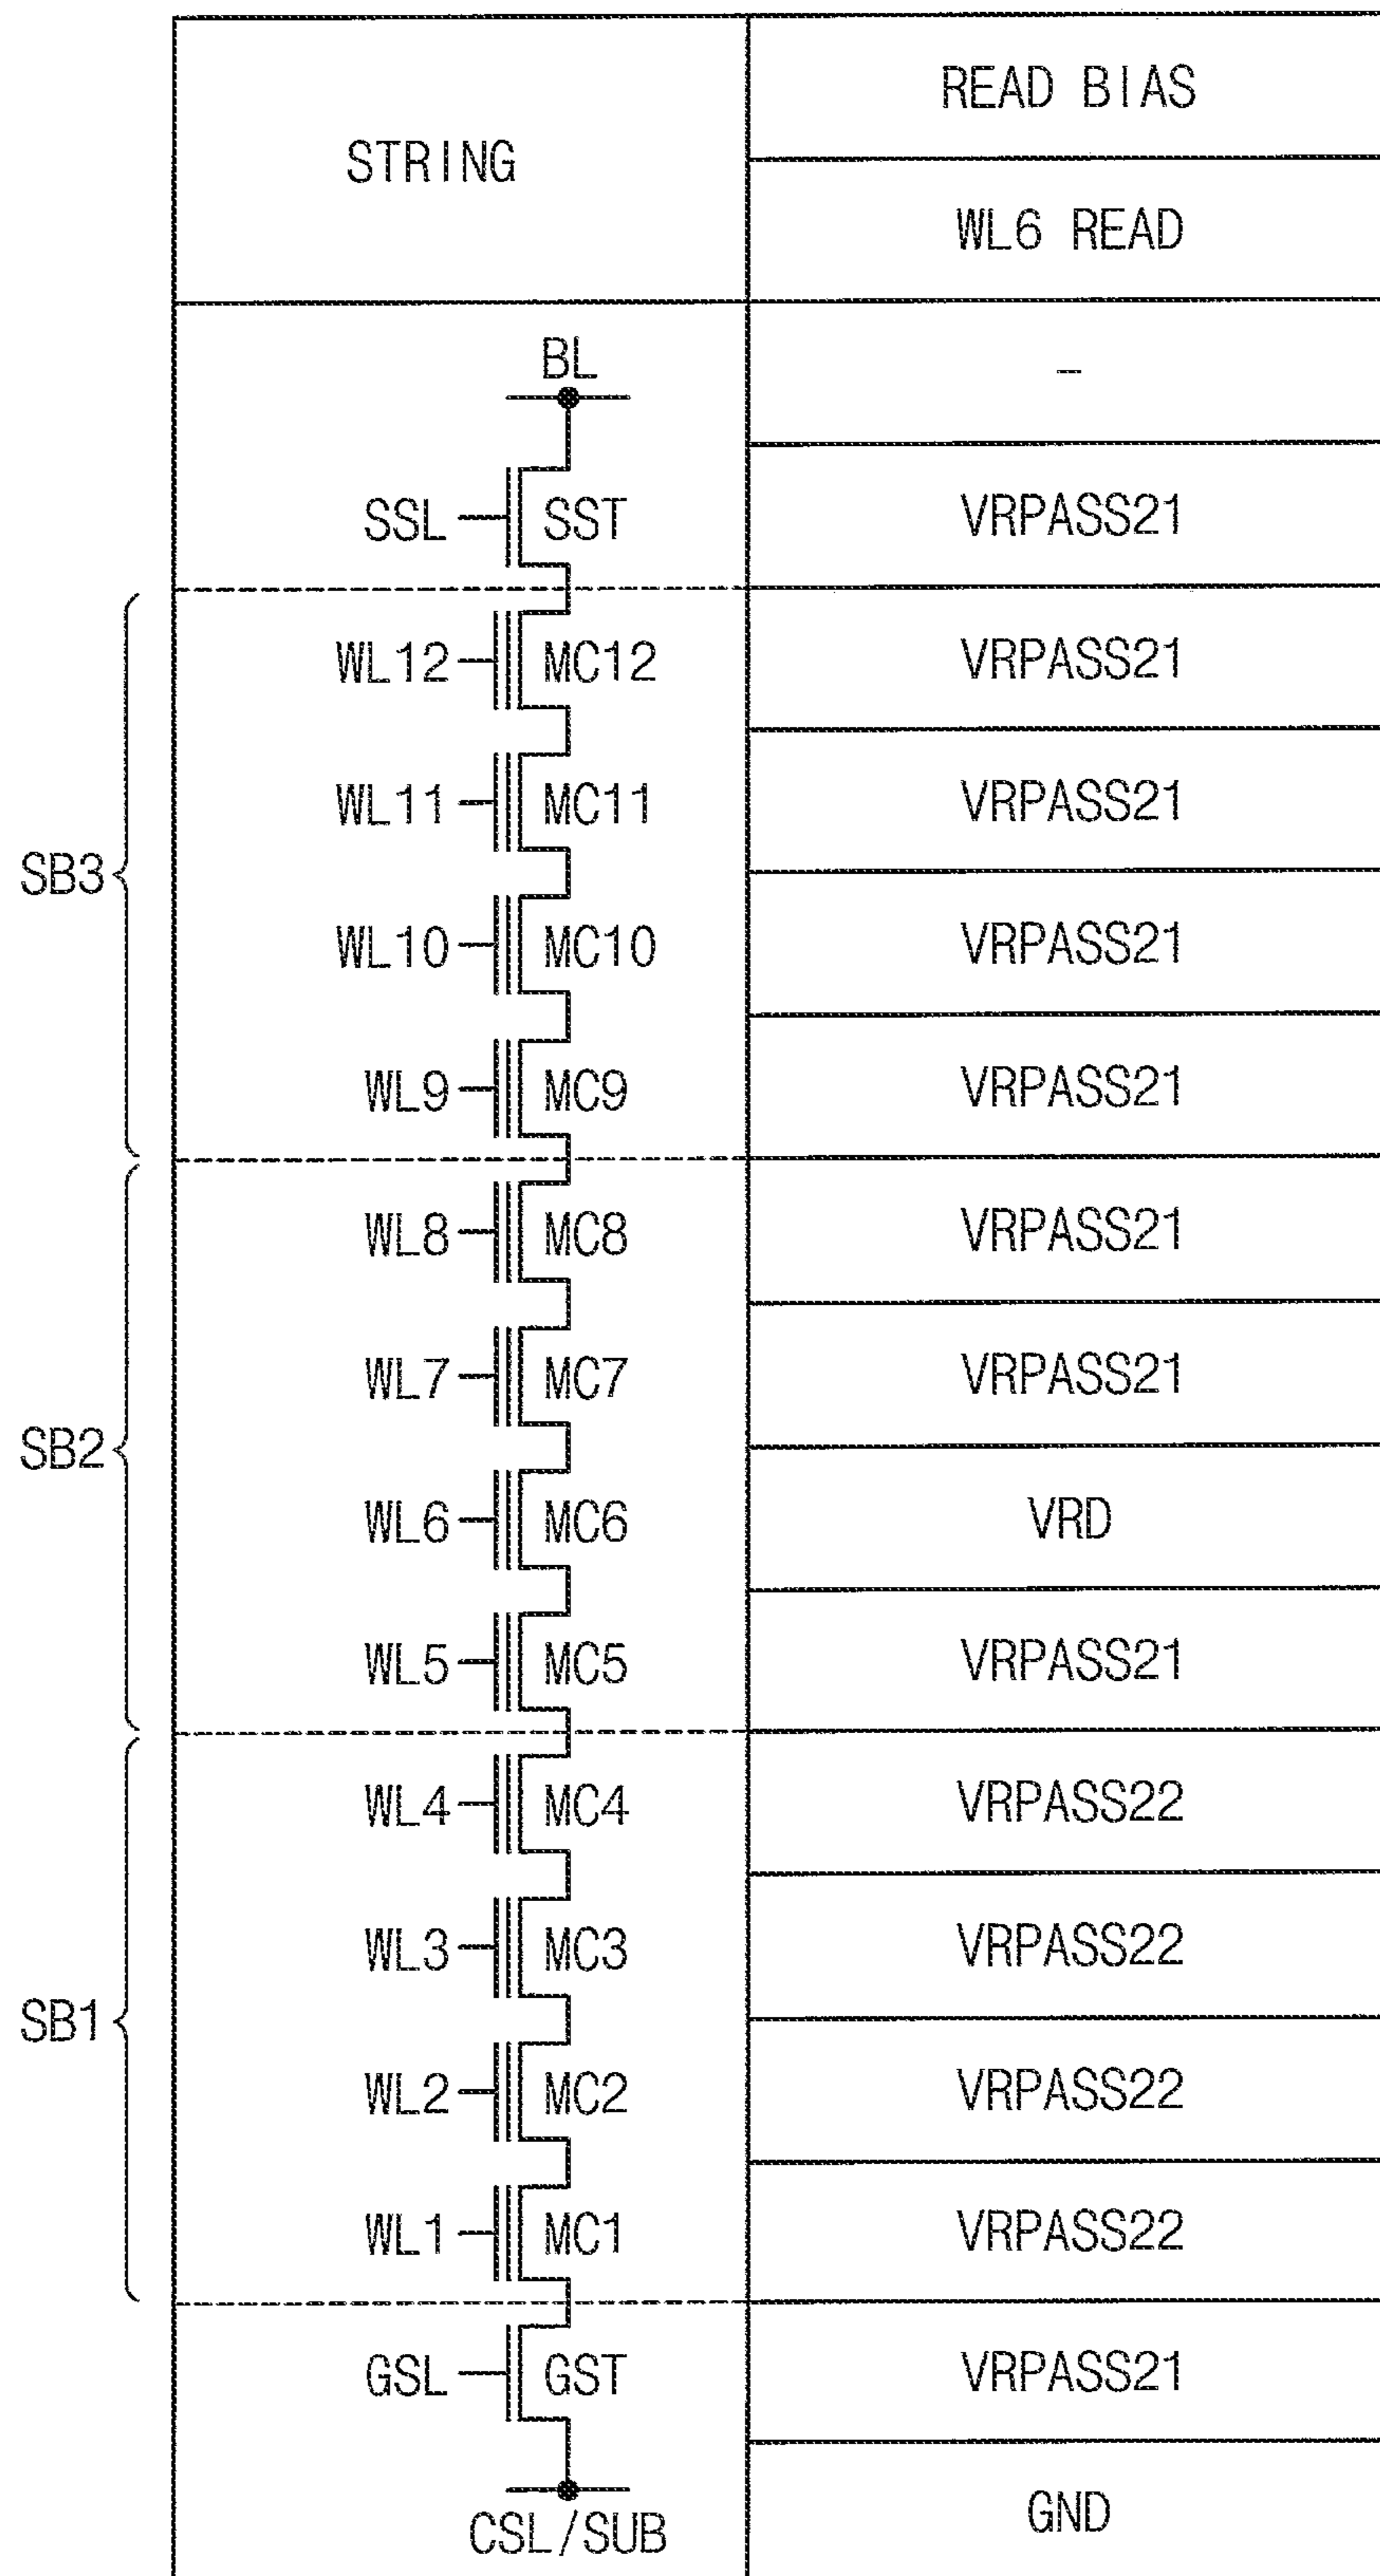 STRING
READ BIAS
WL6 READ
BL
-
SSL SST VRPASS21
SB3
WL12 MC12 VRPASS21
WL11 MC11 VRPASS21
WL10 MC10 VRPASS21
WL9 MC9 VRPASS21
SB2
WL8 MC8 VRPASS21
WL7 MC7 VRPASS21
WL6 MC6 VRD
WL5 MC5 VRPASS21
SB1
WL4 MC4 VRPASS22
WL3 MC3 VRPASS22
WL2 MC2 VRPASS22
WL1 MC1 VRPASS22
GSL GST VRPASS21
CSL/SUB GND